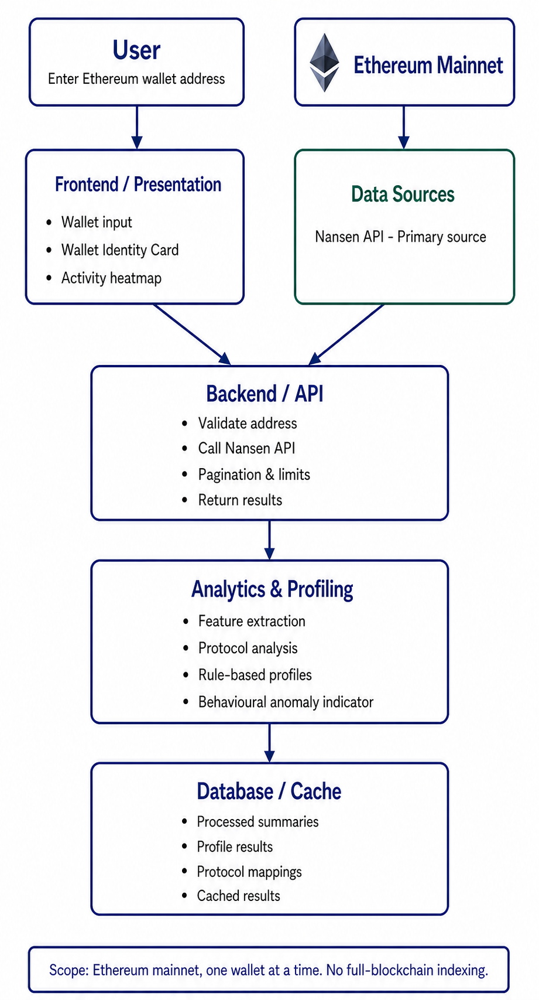 User
Enter Ethereum wallet address
Ethereum Mainnet
Frontend / Presentation
• Wallet input
• Wallet Identity Card
• Activity heatmap
Data Sources
Nansen API - Primary source
Backend / API
• Validate address
• Call Nansen API
• Pagination & limits
• Return results
Analytics & Profiling
• Feature extraction
• Protocol analysis
• Rule-based profiles
• Behavioural anomaly indicator
Database / Cache
• Processed summaries
• Profile results
• Protocol mappings
• Cached results
Scope: Ethereum mainnet, one wallet at a time. No full-blockchain indexing.